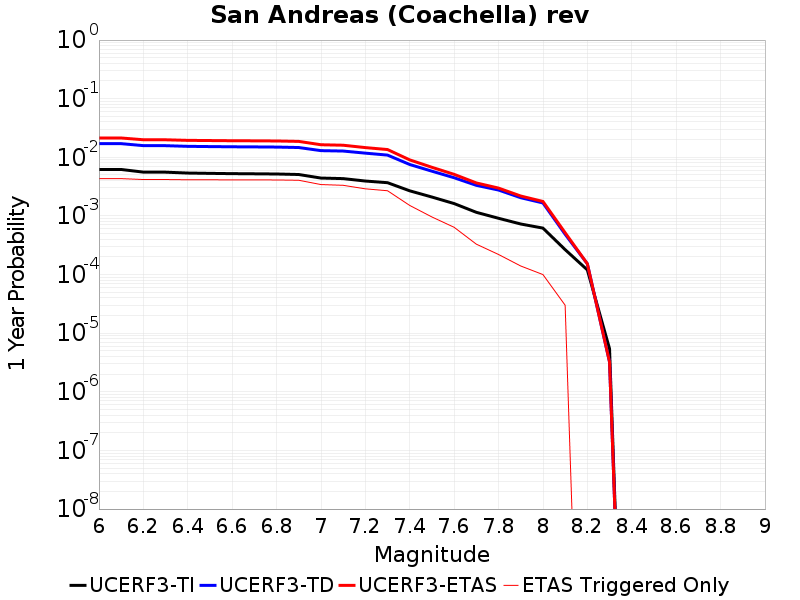 San Andreas (Coachella) rev
10^0
10^-1
10^-2
10^-3
10^-4
10^-5
10^-6
10^-7
10^-8
1 Year Probability
6 6.2 6.4 6.6 6.8 7 7.2 7.4 7.6 7.8 8 8.2 8.4 8.6 8.8 9
Magnitude
UCERF3-TI UCERF3-TD UCERF3-ETAS ETAS Triggered Only